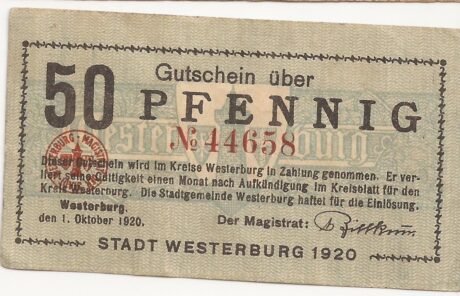 Gutschein über
50 PFENNIG
№ 44658
Westerburg
Dieser Gutschein wird im Kreise Westerburg in Zahlung genommen. Er ver-
liert seine Gültigkeit einen Monat nach Aufkündigung im Kreisblatt für den
Kreis Westerburg. Die Stadtgemeinde Westerburg haftet für die Einlösung.
Westerburg.
den 1. Oktober 1920.
Der Magistrat:
STADT WESTERBURG 1920